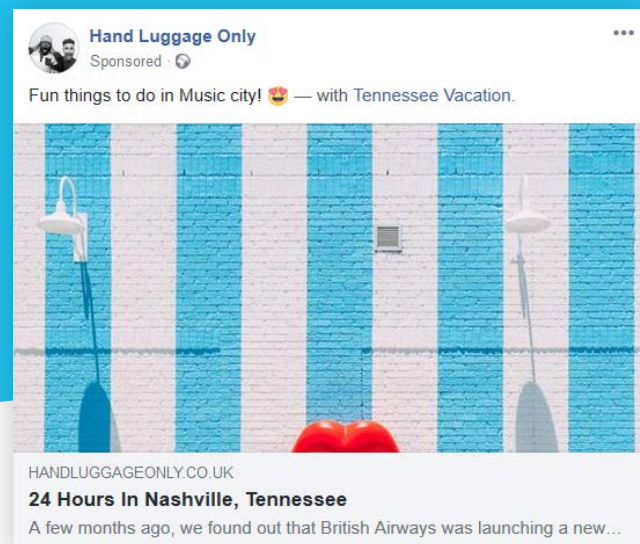 Hand Luggage Only
Sponsored ·
Fun things to do in Music city! 😍 — with Tennessee Vacation.
HANDLUGGAGEONLY.CO.UK
24 Hours In Nashville, Tennessee
A few months ago, we found out that British Airways was launching a new...